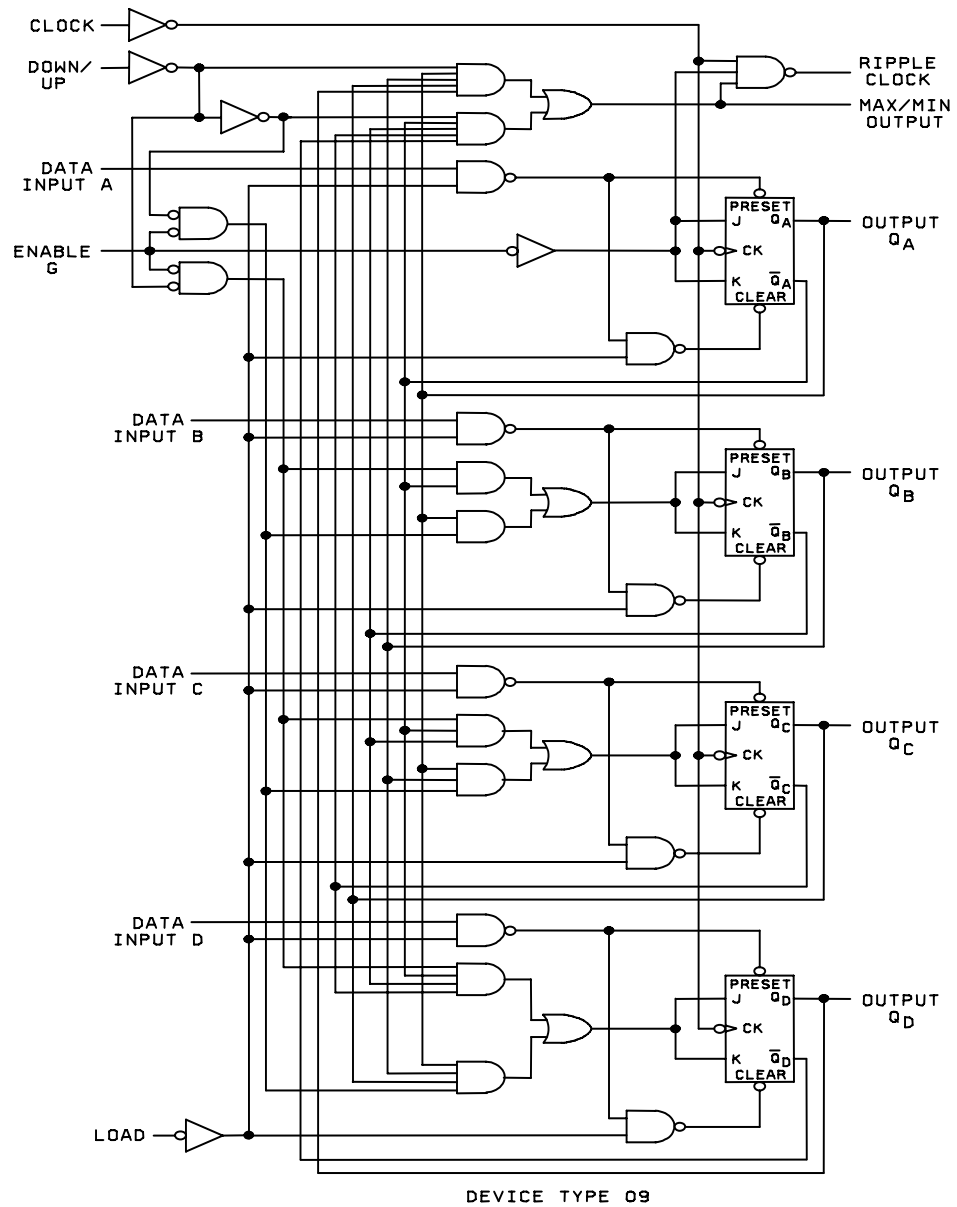 CLOCK
DOWN/
UP
RIPPLE
CLOCK
MAX/MIN
OUTPUT
DATA
INPUT A
PRESET
J
QA
OUTPUT
QA
ENABLE
G
CK
K
Q̅A
CLEAR
DATA
INPUT B
PRESET
J
QB
OUTPUT
QB
CK
K
Q̅B
CLEAR
DATA
INPUT C
PRESET
J
QC
OUTPUT
QC
CK
K
Q̅C
CLEAR
DATA
INPUT D
PRESET
J
QD
OUTPUT
QD
CK
K
Q̅D
CLEAR
LOAD
DEVICE TYPE 09